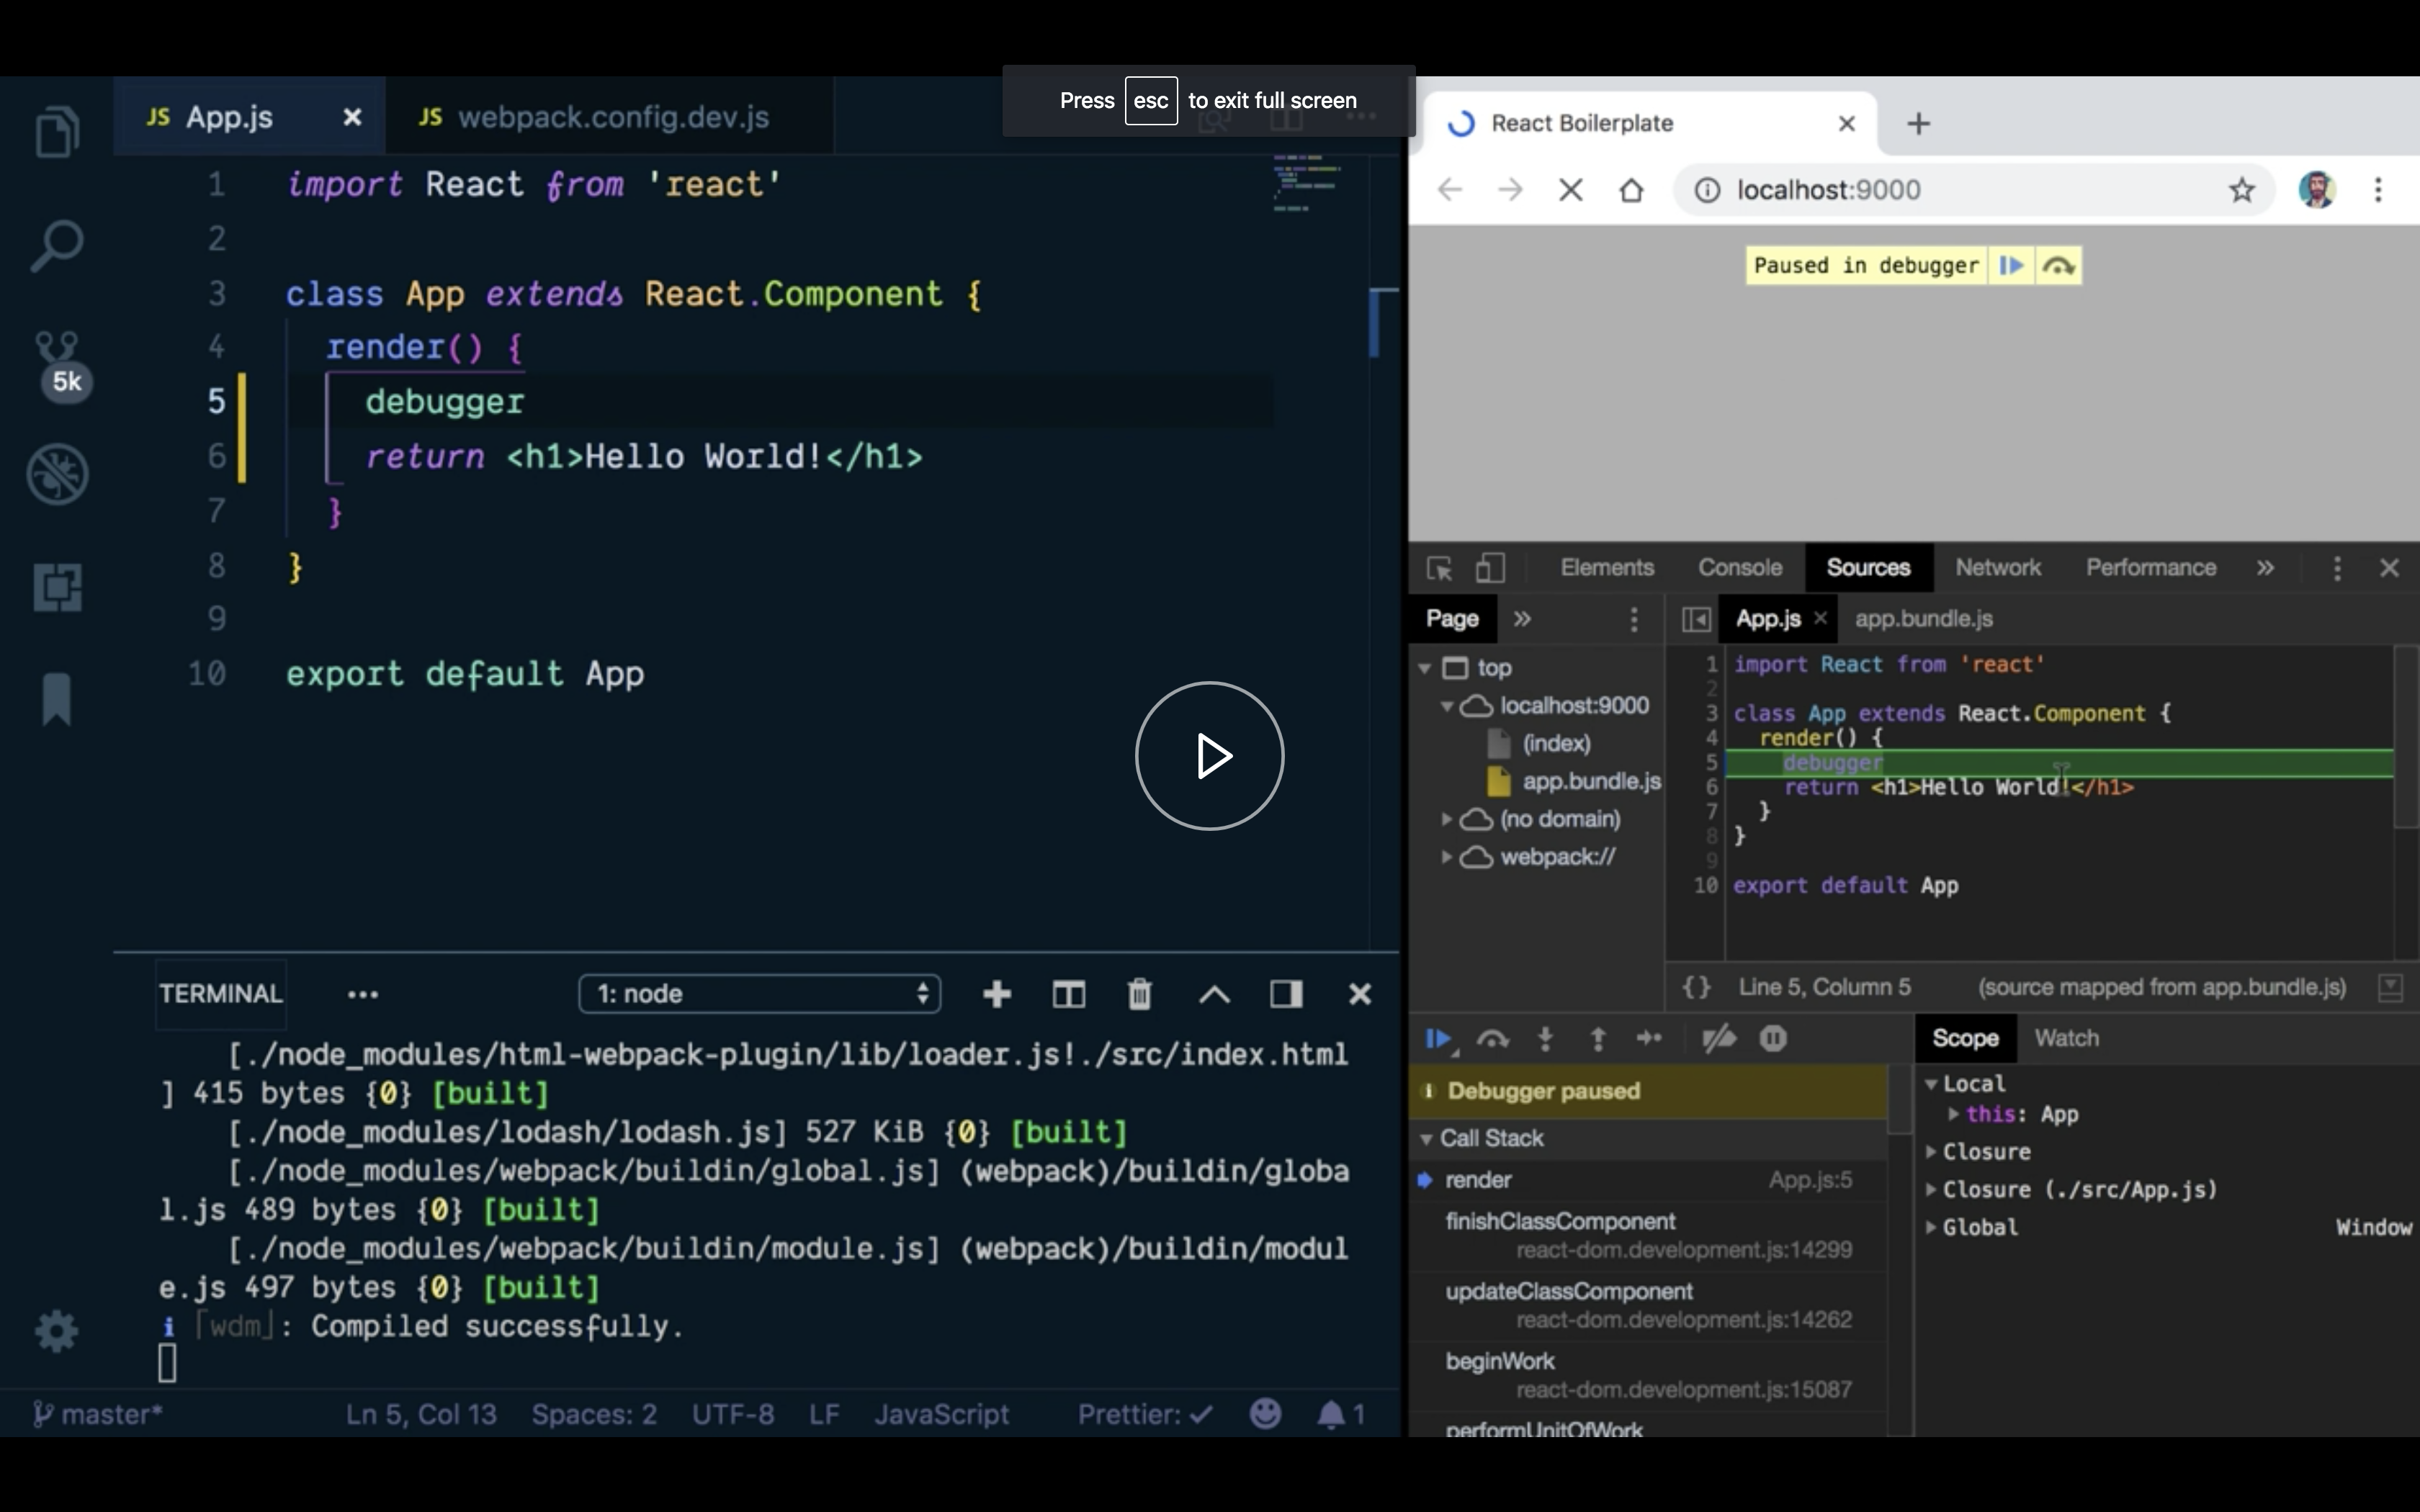 Press esc to exit full screen
JS App.js ×
JS webpack.config.dev.js
1 import React from 'react'
2
3 class App extends React.Component {
4 render() {
5 debugger
6 return <h1>Hello World!</h1>
7 }
8 }
9
10 export default App
5k
TERMINAL ... 1: node
[./node_modules/html-webpack-plugin/lib/loader.js!./src/index.html
] 415 bytes {0} [built]
[./node_modules/lodash/lodash.js] 527 KiB {0} [built]
[./node_modules/webpack/buildin/global.js] (webpack)/buildin/globa
l.js 489 bytes {0} [built]
[./node_modules/webpack/buildin/module.js] (webpack)/buildin/modul
e.js 497 bytes {0} [built]
i ｢wdm｣: Compiled successfully.
master* Ln 5, Col 13 Spaces: 2 UTF-8 LF JavaScript Prettier: ✓ 1
React Boilerplate
localhost:9000
Paused in debugger
Elements Console Sources Network Performance »
Page »
top
localhost:9000
(index)
app.bundle.js
(no domain)
webpack://
App.js × app.bundle.js
1 import React from 'react'
2
3 class App extends React.Component {
4 render() {
5 debugger
6 return <h1>Hello World!</h1>
7 }
8 }
9
10 export default App
{} Line 5, Column 5 (source mapped from app.bundle.js)
Debugger paused
Call Stack
render App.js:5
finishClassComponent
react-dom.development.js:14299
updateClassComponent
react-dom.development.js:14262
beginWork
react-dom.development.js:15087
performUnitOfWork
Scope Watch
Local
this: App
Closure
Closure (./src/App.js)
Global Window